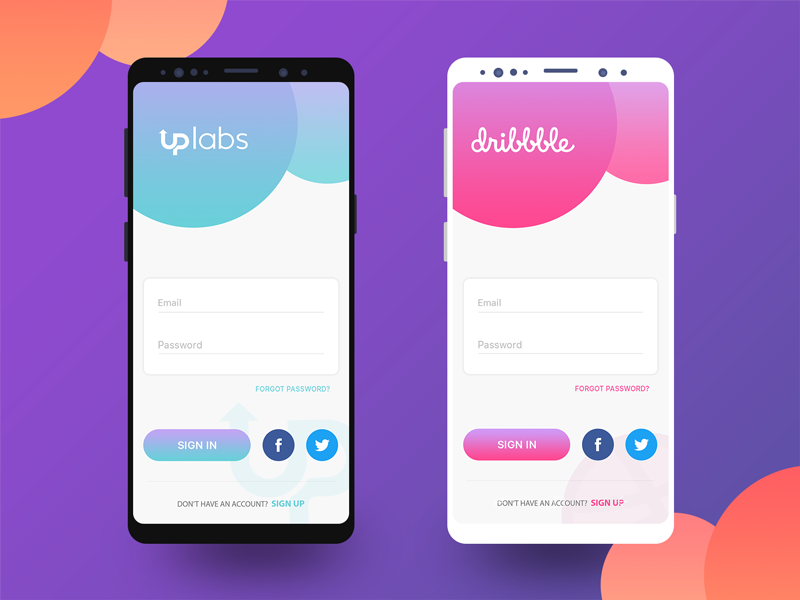 uplabs
Email
Password
FORGOT PASSWORD?
SIGN IN
f
DON'T HAVE AN ACCOUNT? SIGN UP
up
dribbble
Email
Password
FORGOT PASSWORD?
SIGN IN
f
DON'T HAVE AN ACCOUNT? SIGN UP